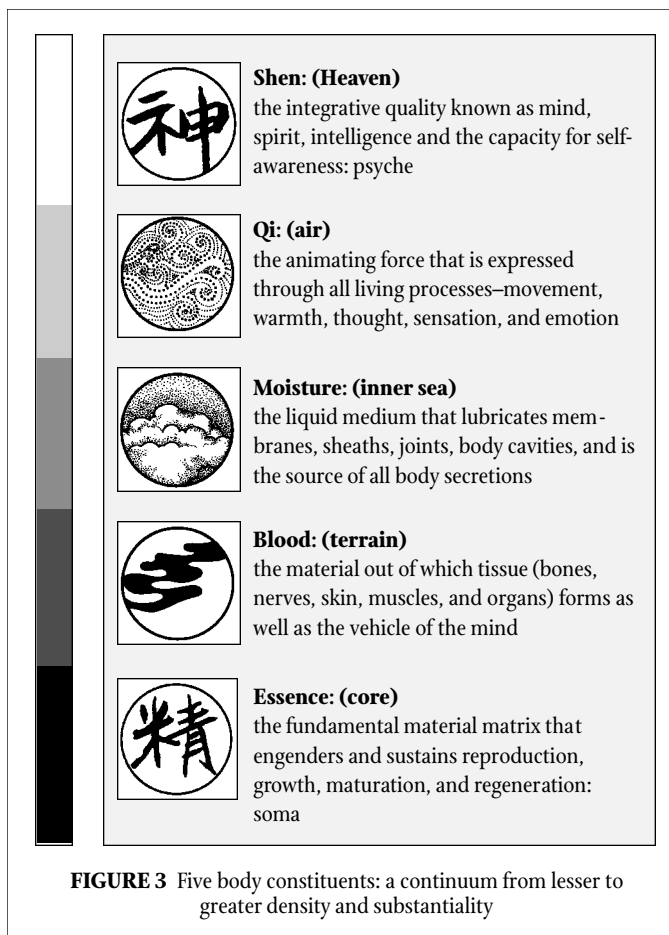 神
Shen: (Heaven)
the integrative quality known as mind,
spirit, intelligence and the capacity for self-
awareness: psyche
Qi: (air)
the animating force that is expressed
through all living processes–movement,
warmth, thought, sensation, and emotion
Moisture: (inner sea)
the liquid medium that lubricates mem-
branes, sheaths, joints, body cavities, and is
the source of all body secretions
Blood: (terrain)
the material out of which tissue (bones,
nerves, skin, muscles, and organs) forms as
well as the vehicle of the mind
精
Essence: (core)
the fundamental material matrix that
engenders and sustains reproduction,
growth, maturation, and regeneration:
soma
FIGURE 3 Five body constituents: a continuum from lesser to
greater density and substantiality